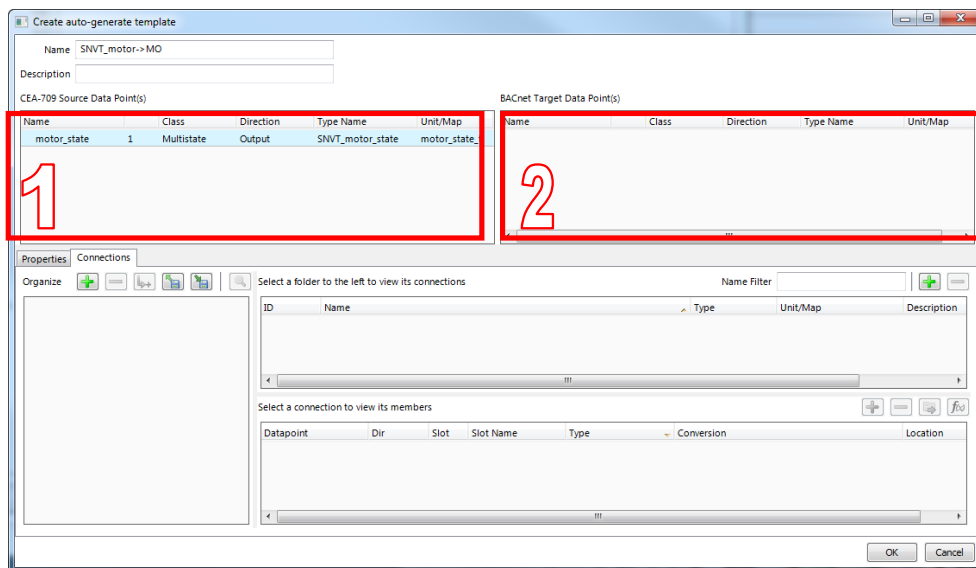 Create auto-generate template
Name SNVT_motor->MO
Description
CEA-709 Source Data Point(s)
BACnet Target Data Point(s)
Name Class Direction Type Name Unit/Map
motor_state 1 Multistate Output SNVT_motor_state motor_state_
1
Name Class Direction Type Name Unit/Map
2
Properties Connections
Organize
Select a folder to the left to view its connections Name Filter
ID Name Type Unit/Map Description
Select a connection to view its members
f(x)
Datapoint Dir Slot Slot Name Type Conversion Location
OK Cancel